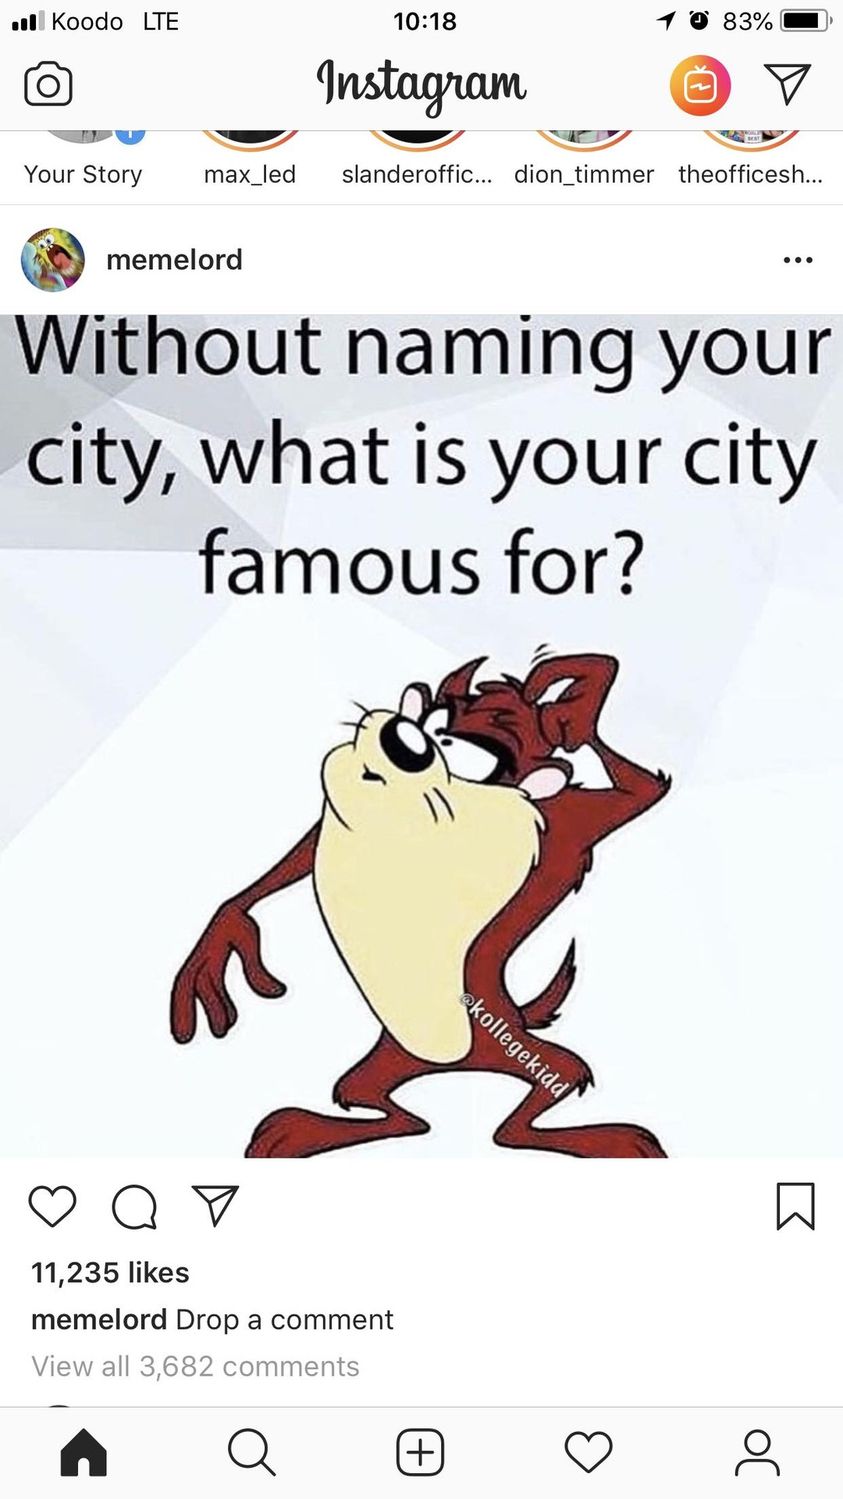 Koodo LTE 10:18 83%
Instagram
Your Story max_led slanderoffic... dion_timmer theofficesh...
memelord
Without naming your
city, what is your city
famous for?
@kollegekidd
11,235 likes
memelord Drop a comment
View all 3,682 comments